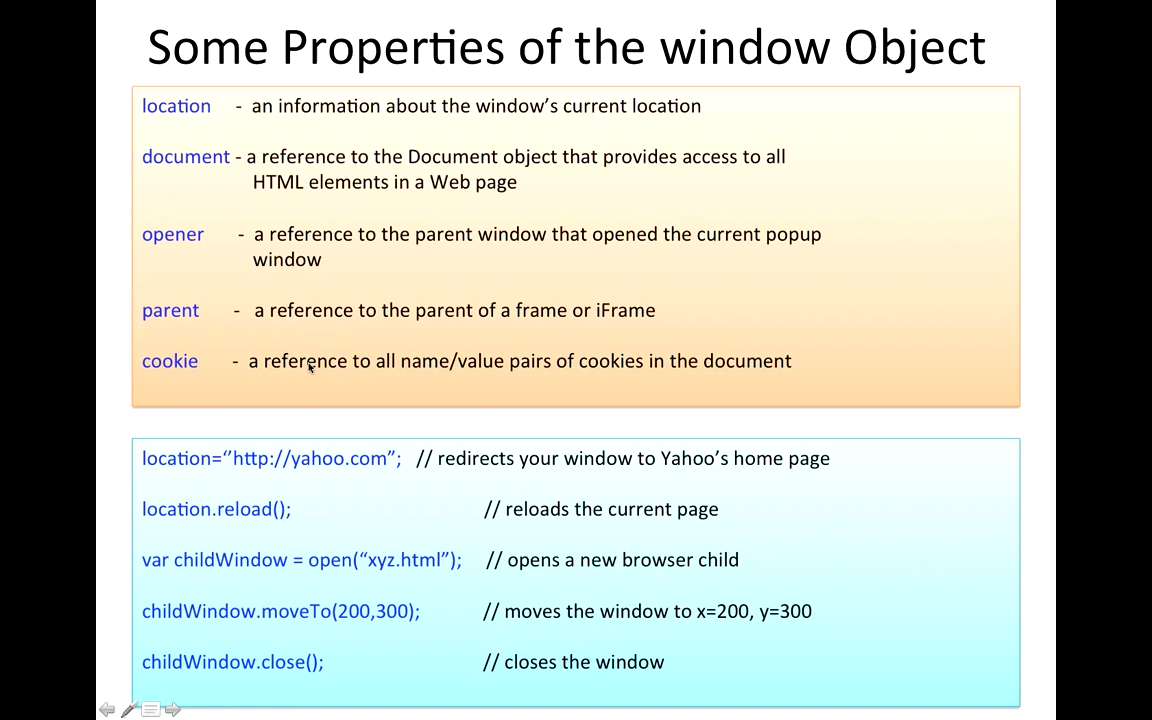 Some Properties of the window Object
location - an information about the window's current location
document - a reference to the Document object that provides access to all
HTML elements in a Web page
opener - a reference to the parent window that opened the current popup
window
parent - a reference to the parent of a frame or iFrame
cookie - a reference to all name/value pairs of cookies in the document
location=‘’http://yahoo.com”; // redirects your window to Yahoo’s home page
location.reload(); // reloads the current page
var childWindow = open(“xyz.html”); // opens a new browser child
childWindow.moveTo(200,300); // moves the window to x=200, y=300
childWindow.close(); // closes the window